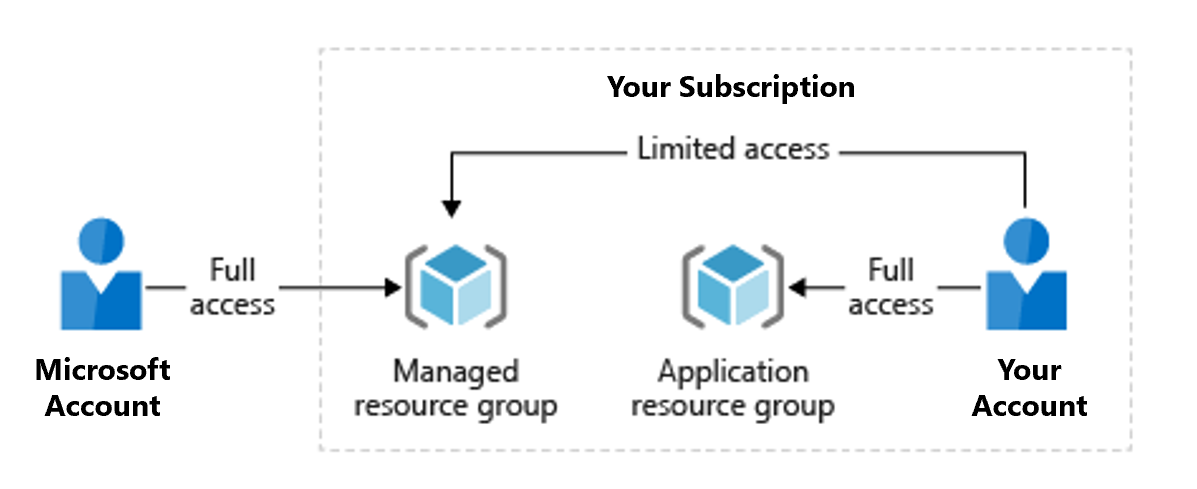 Your Subscription
Limited access
Full
access
Full
access
Microsoft
Account
Managed
resource group
Application
resource group
Your
Account